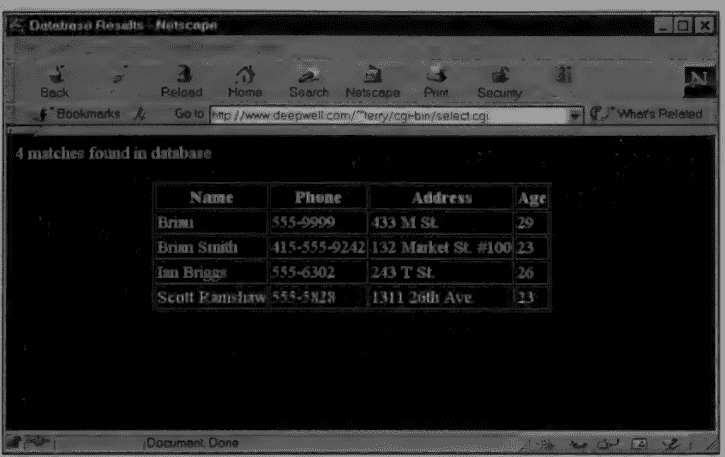 Database Results - Netscape
Back Reload Home Search Netscape Print Security
Bookmarks Go to http://www.deepwell.com/~terry/cgi-bin/select.cgi What's Related
4 matches found in database
Name Phone Address Age
Brian 555-9999 433 M St. 29
Brian Smith 415-555-9242 132 Market St. #100 23
Ian Briggs 555-6302 243 T St. 26
Scott Ramshaw 555-5828 1311 26th Ave 23
Document Done